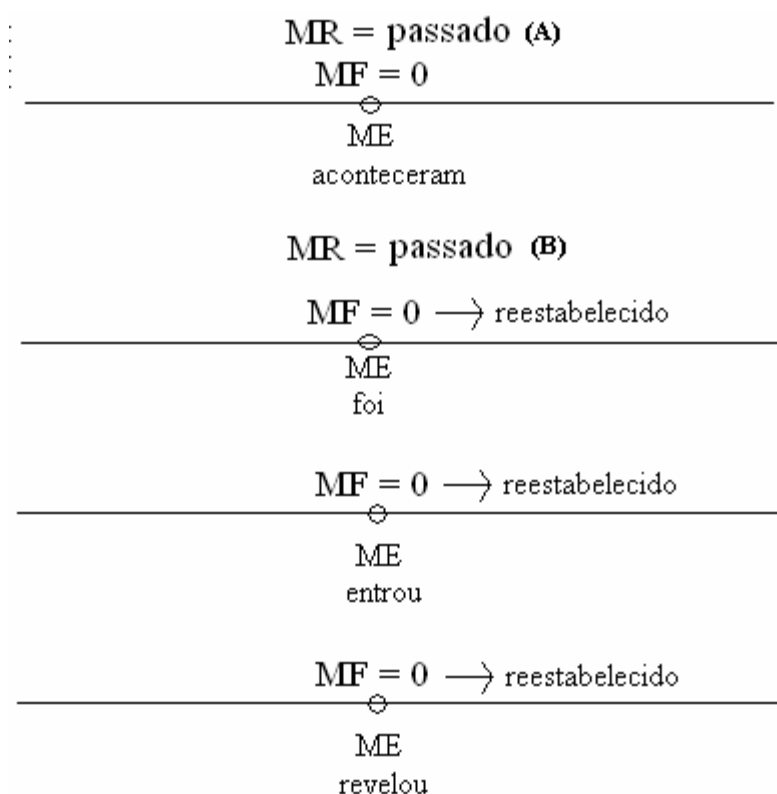 MR = passado (A)
MF = 0
ME
aconteceram
MR = passado (B)
MF = 0 → reestabelecido
ME
foi
MF = 0 → reestabelecido
ME
entrou
MF = 0 → reestabelecido
ME
revelou